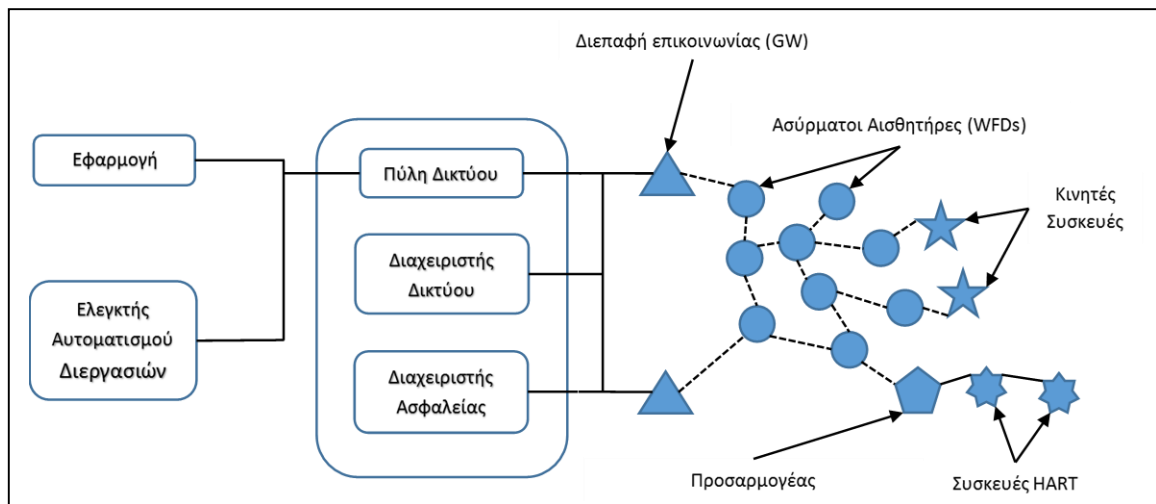 Διεπαφή επικοινωνίας (GW)
Ασύρματοι Αισθητήρες (WFDs)
Εφαρμογή
Πύλη Δικτύου
Κινητές
Συσκευές
Διαχειριστής
Δικτύου
Ελεγκτής
Αυτοματισμού
Διεργασιών
Διαχειριστής
Ασφαλείας
Προσαρμογέας
Συσκευές HART